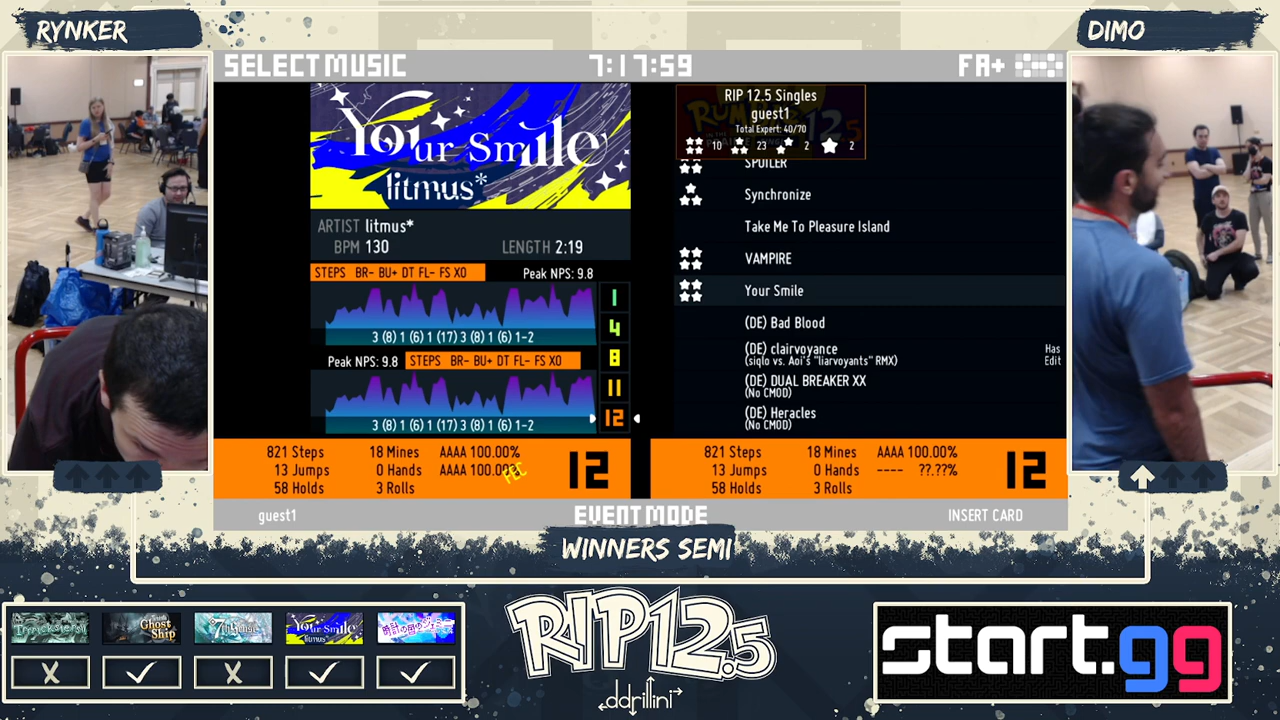 RYNKER
DIMO
SELECT MUSIC
7:17:59
FA+
Your Smile
litmus*
ARTIST litmus*
BPM 130
LENGTH 2:19
STEPS BR- BU+ DT FL- FS XO
Peak NPS: 9.8
3 (8) 1 (6) 1 (17) 3 (8) 1 (6) 1-2
Peak NPS: 9.8
STEPS BR- BU+ DT FL- FS XO
3 (8) 1 (6) 1 (17) 3 (8) 1 (6) 1-2
1
4
8
11
12
RIP 12.5 Singles
guest1
Total Expert: 40/70
10 23 2 2
SPOILER
Synchronize
Take Me To Pleasure Island
VAMPIRE
Your Smile
(DE) Bad Blood
(DE) clairvoyance
(siqlo vs. Aoi's "liarvoyants" RMX)
Has
Edit
(DE) DUAL BREAKER XX
(No CMOD)
(DE) Heracles
(No CMOD)
821 Steps 18 Mines AAAA 100.00%
13 Jumps 0 Hands AAAA 100.00%
58 Holds 3 Rolls
12
821 Steps 18 Mines AAAA 100.00%
13 Jumps 0 Hands ---- ??.??%
58 Holds 3 Rolls
12
guest1
EVENT MODE
INSERT CARD
WINNERS SEMI
Ghost
Ship
Your Smile
litmus*
RIP12.5
ddrillini
start.gg